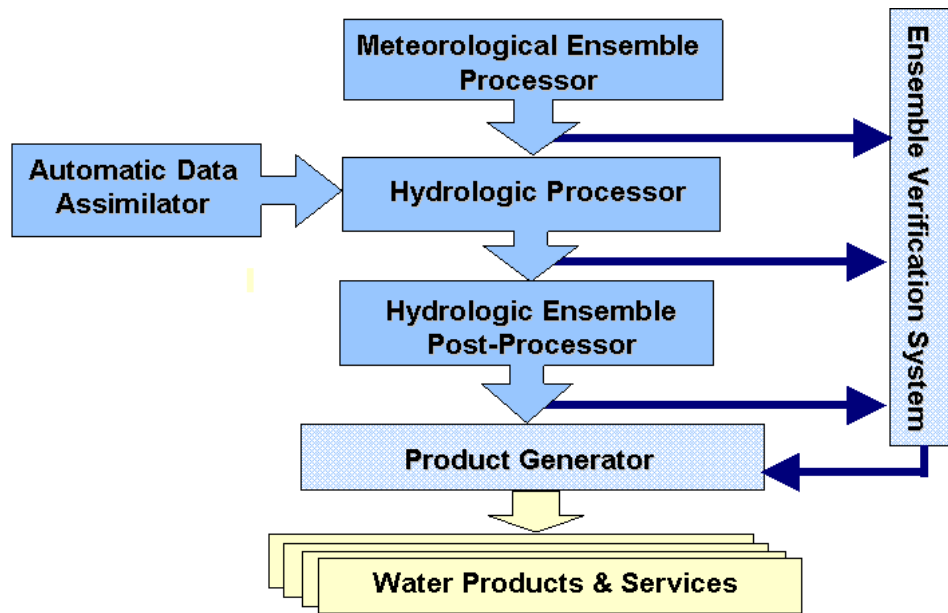 Meteorological Ensemble
Processor
Automatic Data
Assimilator
Hydrologic Processor
Hydrologic Ensemble
Post-Processor
Product Generator
Water Products & Services
Ensemble Verification System